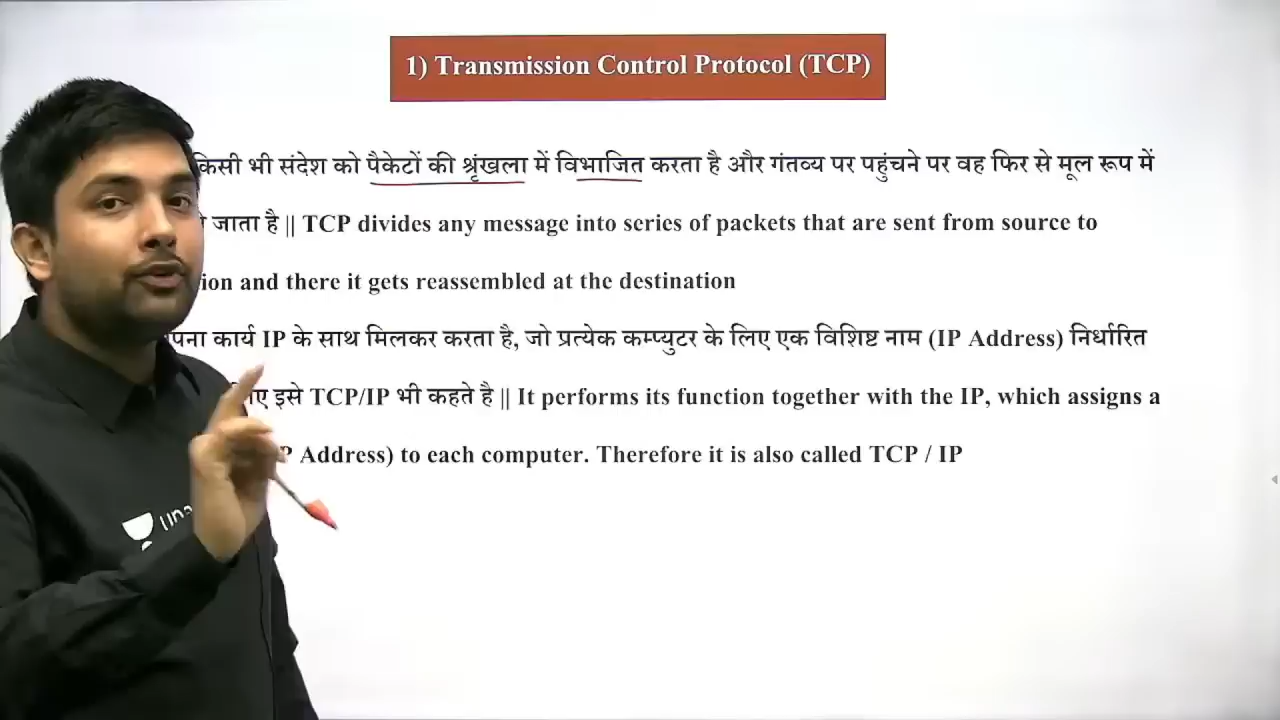 1) Transmission Control Protocol (TCP)
किसी भी संदेश को पैकेटों की श्रृंखला में विभाजित करता है और गंतव्य पर पहुंचने पर वह फिर से मूल रूप में
जाता है || TCP divides any message into series of packets that are sent from source to
and there it gets reassembled at the destination
कार्य IP के साथ मिलकर करता है, जो प्रत्येक कम्प्युटर के लिए एक विशिष्ट नाम (IP Address) निर्धारित
इसे TCP/IP भी कहते है || It performs its function together with the IP, which assigns a
Address) to each computer. Therefore it is also called TCP / IP